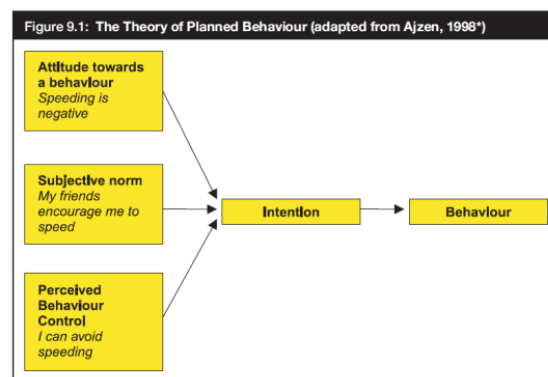 Figure 9.1: The Theory of Planned Behaviour (adapted from Ajzen, 1998*)
Attitude towards
a behaviour
Speeding is
negative
Subjective norm
My friends
encourage me to
speed
Perceived
Behaviour
Control
I can avoid
speeding
Intention
Behaviour